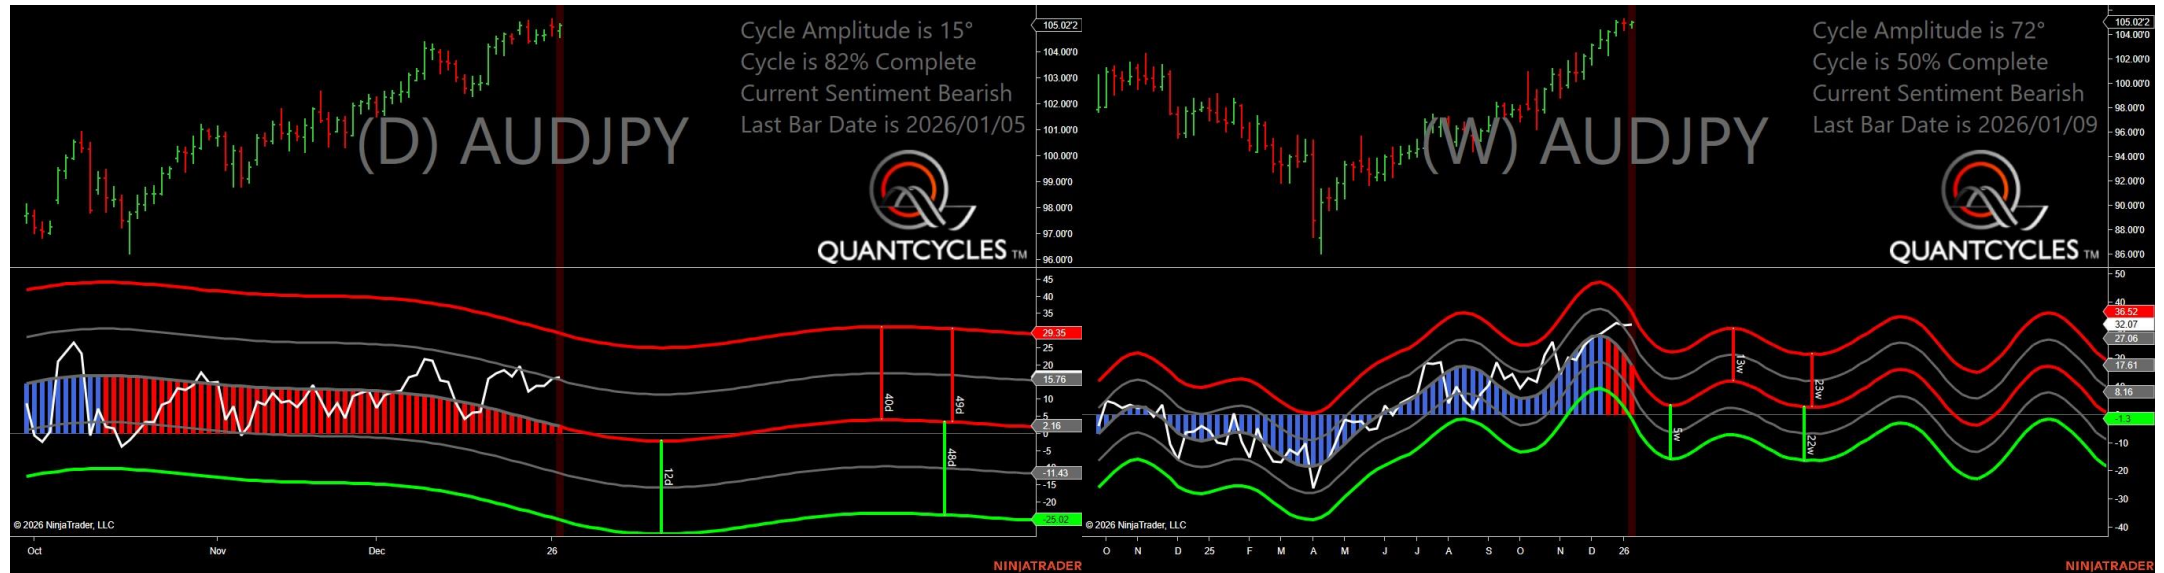 Cycle Amplitude is 15°
Cycle is 82% Complete
Current Sentiment Bearish
Last Bar Date is 2026/01/05
(D) AUDJPY
QUANTCYCLES TM
105.02'2
104.00'0
103.00'0
102.00'0
101.00'0
100.00'0
99.00'0
98.00'0
97.00'0
96.00'0
45
40
35
29.35
25
20
15.76
10
5
2.16
0
-5
-11.43
-15
-20
-25.02
40d
49d
12d
48d
© 2026 NinjaTrader, LLC
Oct
Nov
Dec
26
NINJATRADER
Cycle Amplitude is 72°
Cycle is 50% Complete
Current Sentiment Bearish
Last Bar Date is 2026/01/09
(W) AUDJPY
QUANTCYCLES TM
105.02'2
104.00'0
102.00'0
100.00'0
98.00'0
96.00'0
94.00'0
92.00'0
90.00'0
88.00'0
86.00'0
50
40
36.52
32.07
27.06
17.61
8.16
-1.3
-10
-20
-30
-40
13w
23w
5w
22w
© 2026 NinjaTrader, LLC
O N D 25 F M A M J J A S O N D 26
NINJATRADER